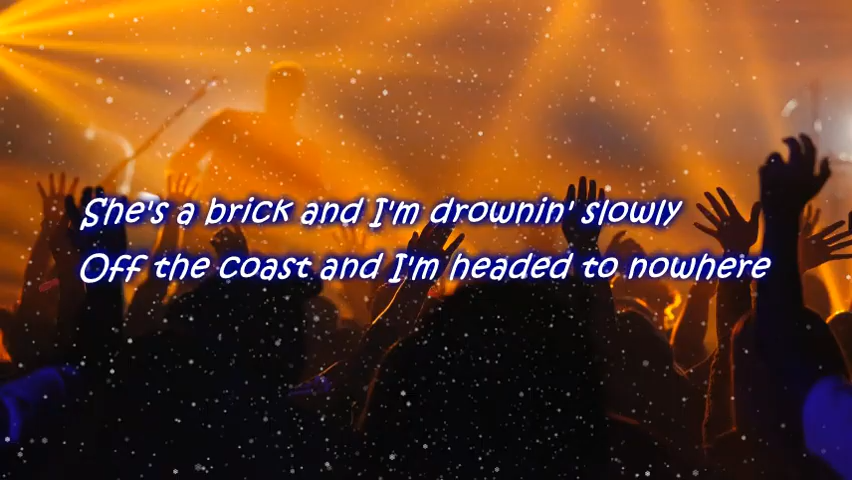 She's a brick and I'm drownin' slowly
Off the coast and I'm headed to nowhere